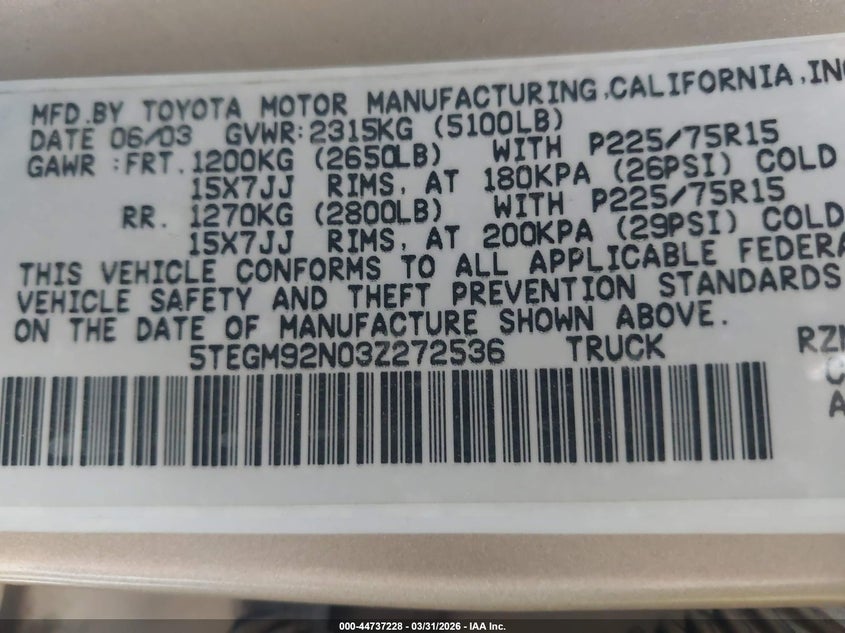 MFD.BY TOYOTA MOTOR MANUFACTURING,CALIFORNIA,INC
DATE 06/03 GVWR:2315KG (5100LB)
GAWR :FRT. 1200KG (2650LB) WITH P225/75R15
15X7JJ RIMS, AT 180KPA (26PSI) COLD
RR. 1270KG (2800LB) WITH P225/75R15
15X7JJ RIMS, AT 200KPA (29PSI) COLD
THIS VEHICLE CONFORMS TO ALL APPLICABLE FEDERA
VEHICLE SAFETY AND THEFT PREVENTION STANDARDS
ON THE DATE OF MANUFACTURE SHOWN ABOVE.
5TEGM92N03Z272536 TRUCK RZN
C
A
000-44737228 - 03/31/2026 - IAA Inc.